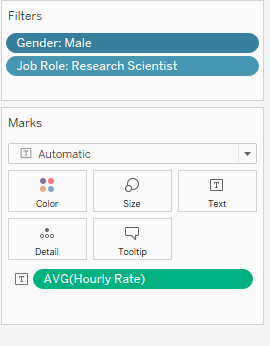 Filters
Gender: Male
Job Role: Research Scientist
Marks
T Automatic
Color Size T Text
Detail Tooltip
T AVG(Hourly Rate)